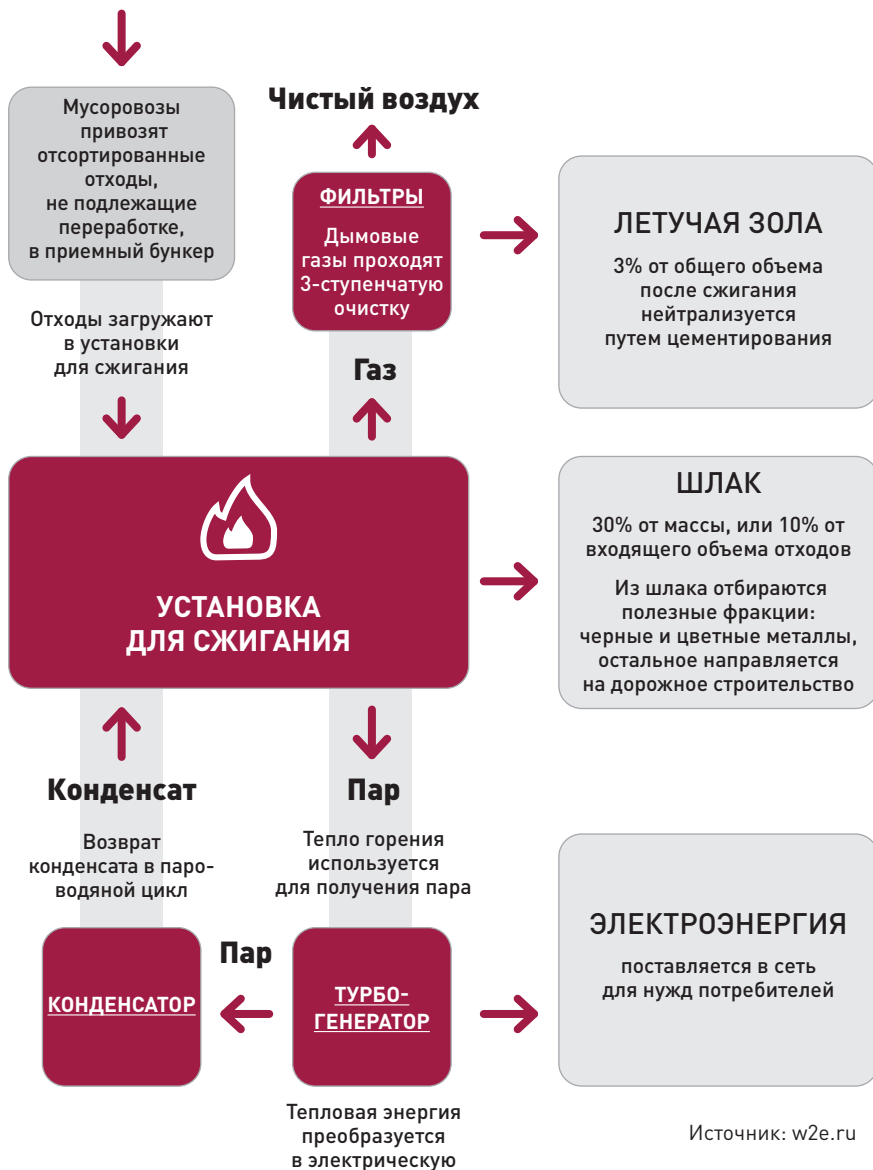 Мусоровозы
привозят
отсортированные
отходы,
не подлежащие
переработке,
в приемный бункер
Отходы загружают
в установки
для сжигания
Чистый воздух
ФИЛЬТРЫ
Дымовые
газы проходят
3-ступенчатую
очистку
Газ
ЛЕТУЧАЯ ЗОЛА
3% от общего объема
после сжигания
нейтрализуется
путем цементирования
УСТАНОВКА
ДЛЯ СЖИГАНИЯ
ШЛАК
30% от массы, или 10% от
входящего объема отходов
Из шлака отбираются
полезные фракции:
черные и цветные металлы,
остальное направляется
на дорожное строительство
Конденсат
Возврат
конденсата в паро-
водяной цикл
Пар
Тепло горения
используется
для получения пара
КОНДЕНСАТОР
Пар
ТУРБО-
ГЕНЕРАТОР
Тепловая энергия
преобразуется
в электрическую
ЭЛЕКТРОЭНЕРГИЯ
поставляется в сеть
для нужд потребителей
Источник: w2e.ru